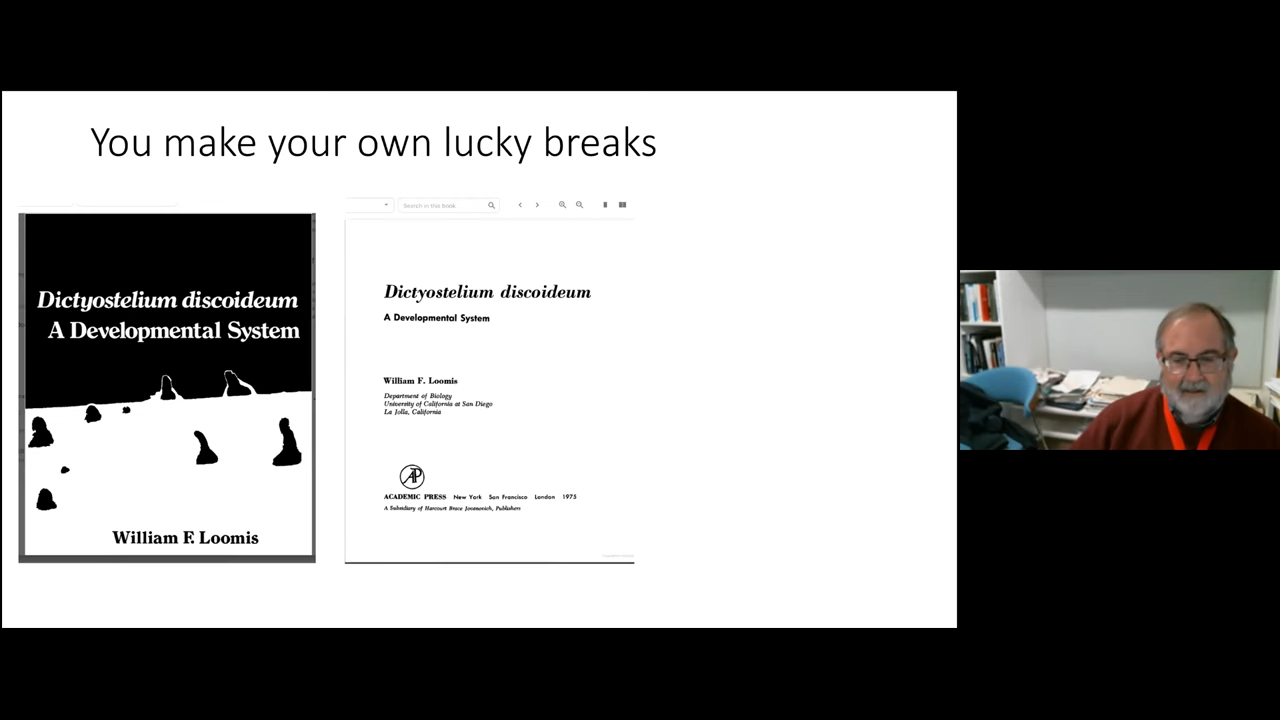 You make your own lucky breaks
Dictyostelium discoideum
A Developmental System
William F. Loomis
Search in this book
Dictyostelium discoideum
A Developmental System
William F. Loomis
Department of Biology
University of California at San Diego
La Jolla, California
AP
ACADEMIC PRESS New York San Francisco London 1975
A Subsidiary of Harcourt Brace Jovanovich, Publishers